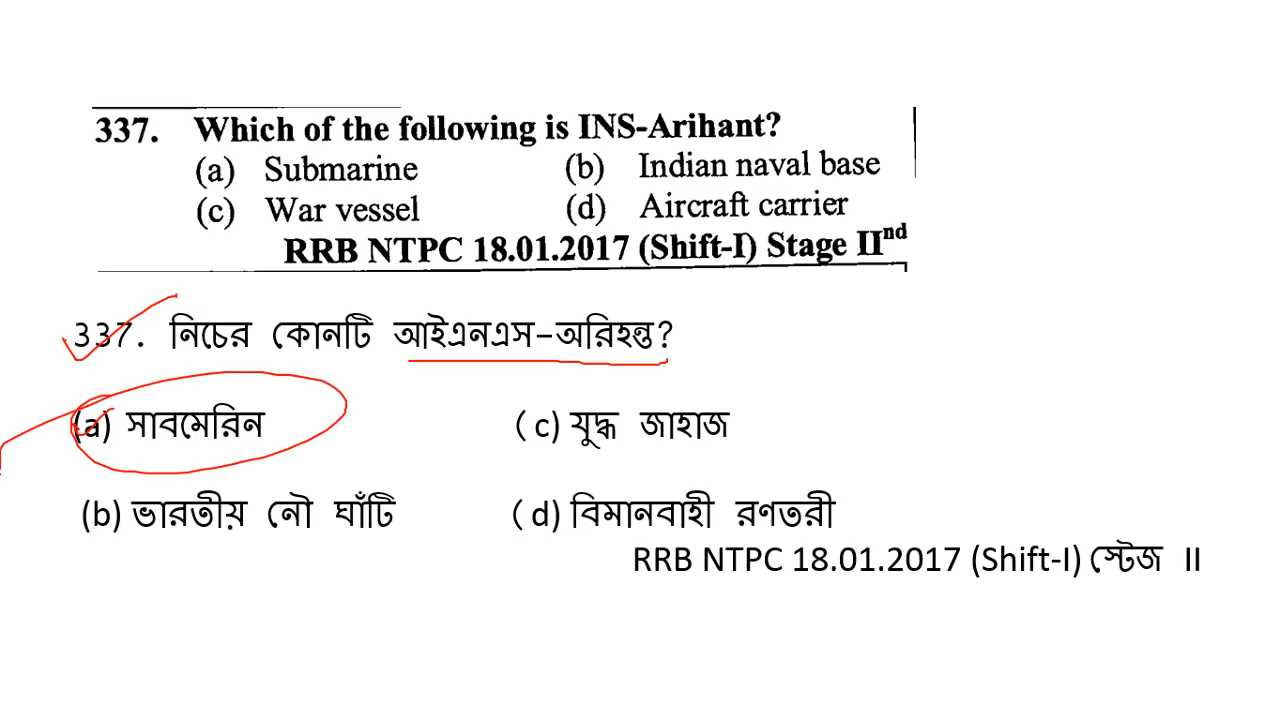 337. Which of the following is INS-Arihant?
(a) Submarine (b) Indian naval base
(c) War vessel (d) Aircraft carrier
RRB NTPC 18.01.2017 (Shift-I) Stage IInd
337. নিচের কোনটি আইএনএস-অরিহন্ত?
(a) সাবমেরিন (c) যুদ্ধ জাহাজ
(b) ভারতীয় নৌ ঘাঁটি (d) বিমানবাহী রণতরী
RRB NTPC 18.01.2017 (Shift-I) স্টেজ II